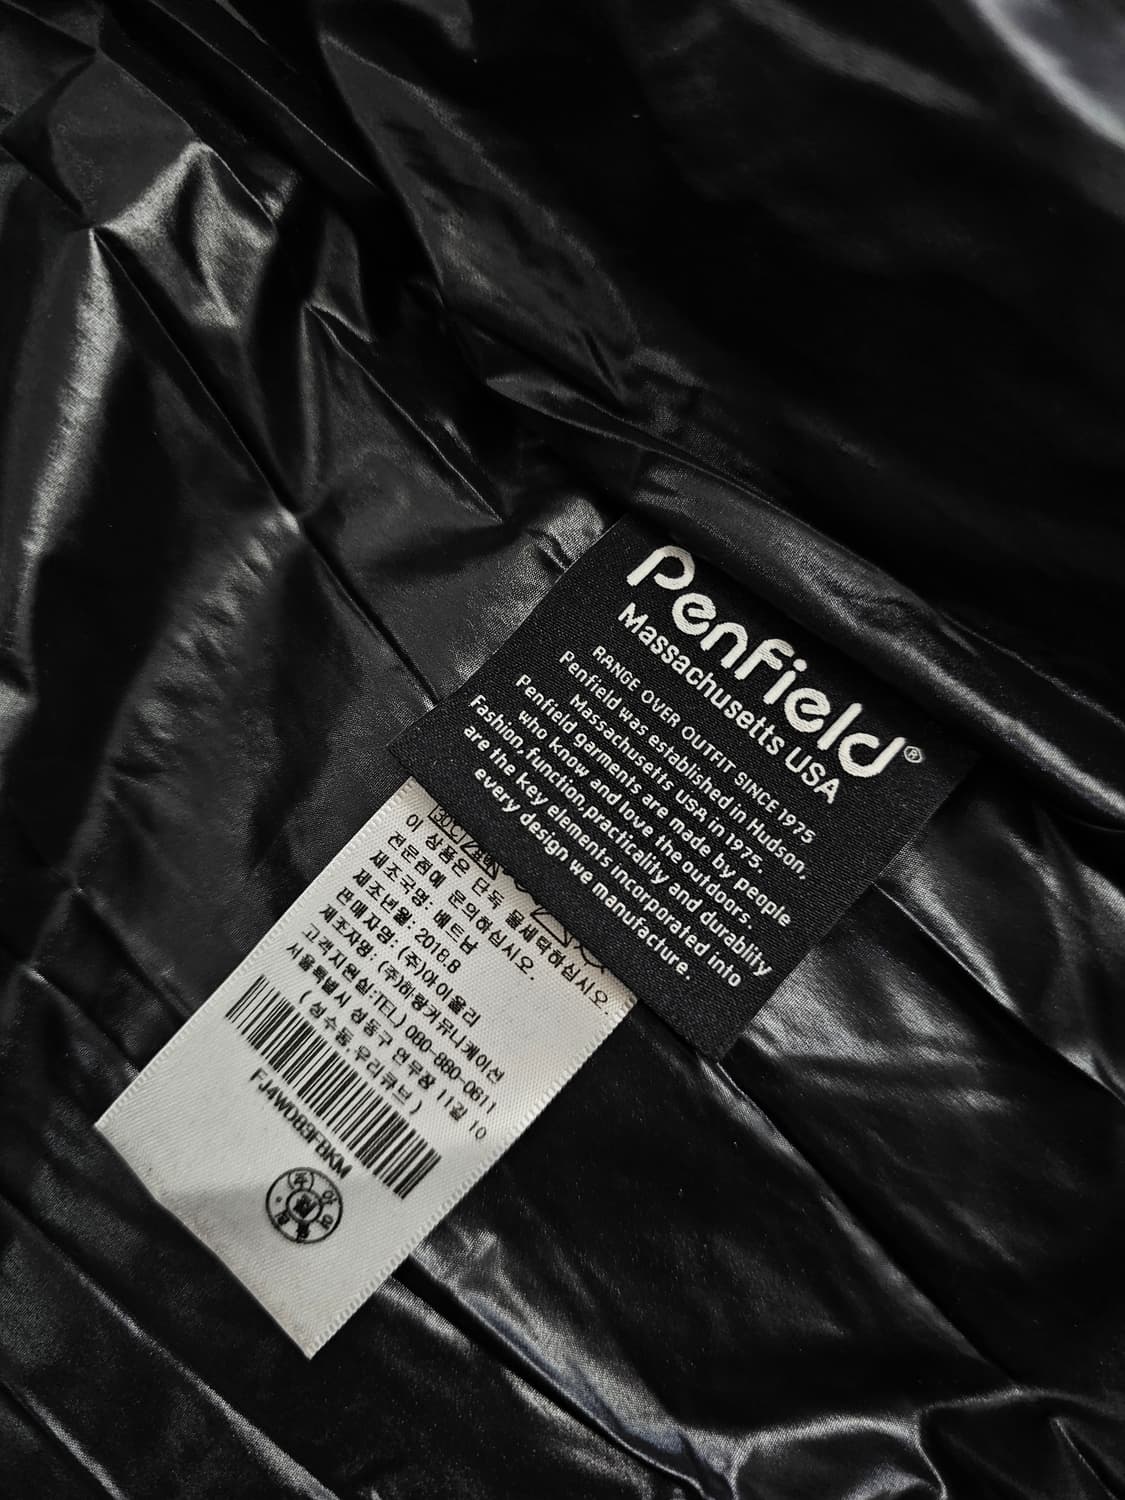 Penfield®
Massachusetts USA
RANGE OVER OUTFIT SINCE 1975
Penfield was established in Hudson,
Massachusetts USA in 1975.
Penfield garments are made by people
who know and love the outdoors.
Fashion,function,practicality and durablity
are the key elements incorporated into
every design we manufacture.
이 상품은 단독 물세탁하십시오.
전문점에 문의하십시오.
제조국명: 베트남
제조년월: 2018.8
판매자명: (주)아이올리
제조자명: (주)히랑커뮤니케이션
고객지원실:TEL) 080-880-0611
서울특별시 성동구 연무장 11길 10
(성수동,우리큐브)
FJ4WD83FBKM